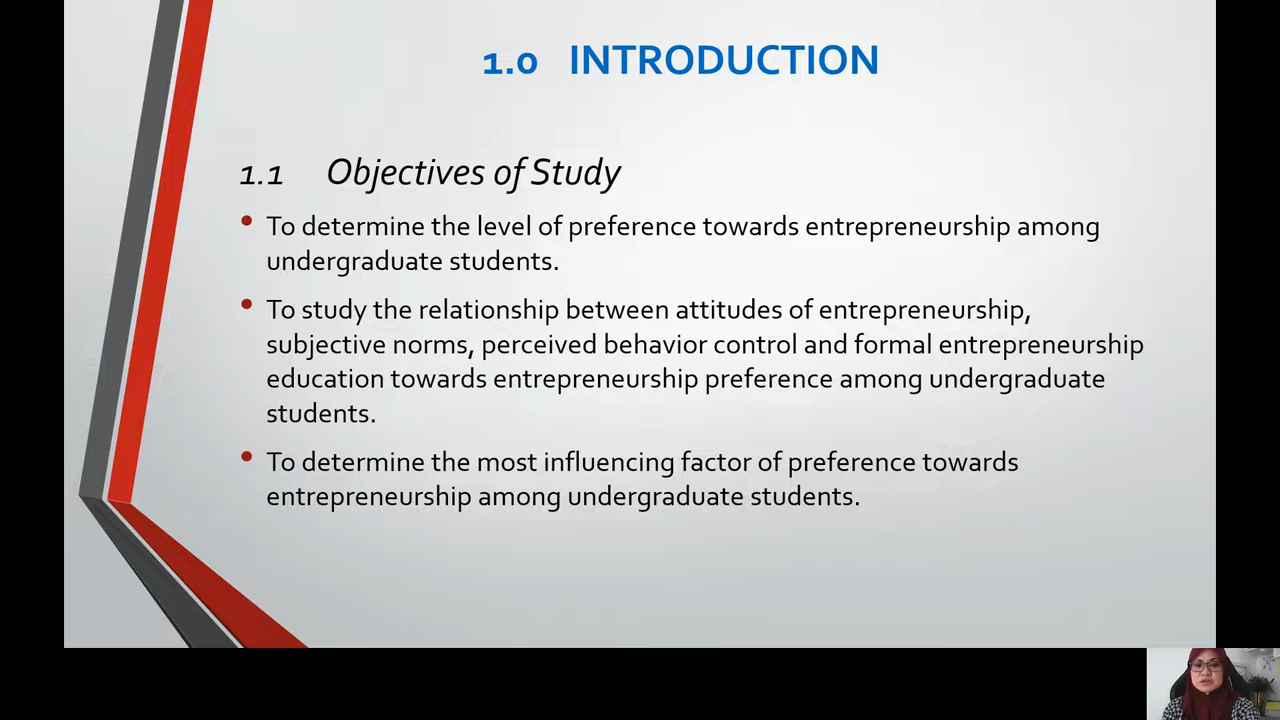 1.0 INTRODUCTION
1.1 Objectives of Study
• To determine the level of preference towards entrepreneurship among
undergraduate students.
• To study the relationship between attitudes of entrepreneurship,
subjective norms, perceived behavior control and formal entrepreneurship
education towards entrepreneurship preference among undergraduate
students.
• To determine the most influencing factor of preference towards
entrepreneurship among undergraduate students.